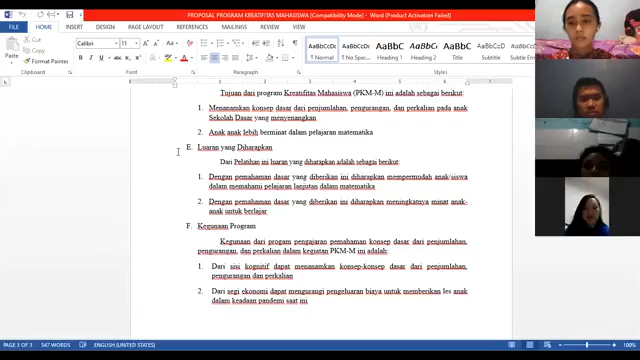 PROPOSAL PROGRAM KREATIFITAS MAHASISWA [Compatibility Mode] - Word (Product Activation Failed)
FILE HOME INSERT DESIGN PAGE LAYOUT REFERENCES MAILINGS REVIEW VIEW
Cut
Copy
Format Painter
Paste
Calibri 11
Clipboard Font Paragraph Styles
AaBbCcDc AaBbCcDc AaBbC AaBbCc AaBbC AaBbCcD
¶ Normal ¶ No Spac... Heading 1 Heading 2 Title Subtitle
Tujuan dari program Kreatifitas Mahasiswa (PKM-M) ini adalah sebagai berikut:
1. Menanamkan konsep dasar dari penjumlahan, pengurangan, dan perkalian pada anak
Sekolah Dasar yang menyenangkan
2. Anak anak lebih berminat dalam pelajaran matematika
E. Luaran yang Diharapkan
Dari Pelatihan ini luaran yang diharapkan adalah sebagai berikut:
1. Dengan pemahaman dasar yang diberikan ini diharapkan mempermudah anak/siswa
dalam memahami pelajaran lanjutan dalam matematika
2. Dengan pemahaman dasar yang diberikan ini diharapkan meningkatnya minat anak-
anak untuk berlajar
F. Kegunaan Program
Kegunaan dari progam pengajaran pemahaman konsep dasar dari penjumlahan,
pengurangan, dan perkalian dalam kegiatan PKM-M ini adalah:
1. Dari sisi kognitif dapat menanamkan konsep-konsep dasar dari penjumlahan,
pengurangan dan perkalian
2. Dari segi ekonomi dapat mengurangi pengeluaran biaya untuk memberikan les anak
dalam keadaan pandemi saat ini
PAGE 3 OF 3 547 WORDS ENGLISH (UNITED STATES) 100%